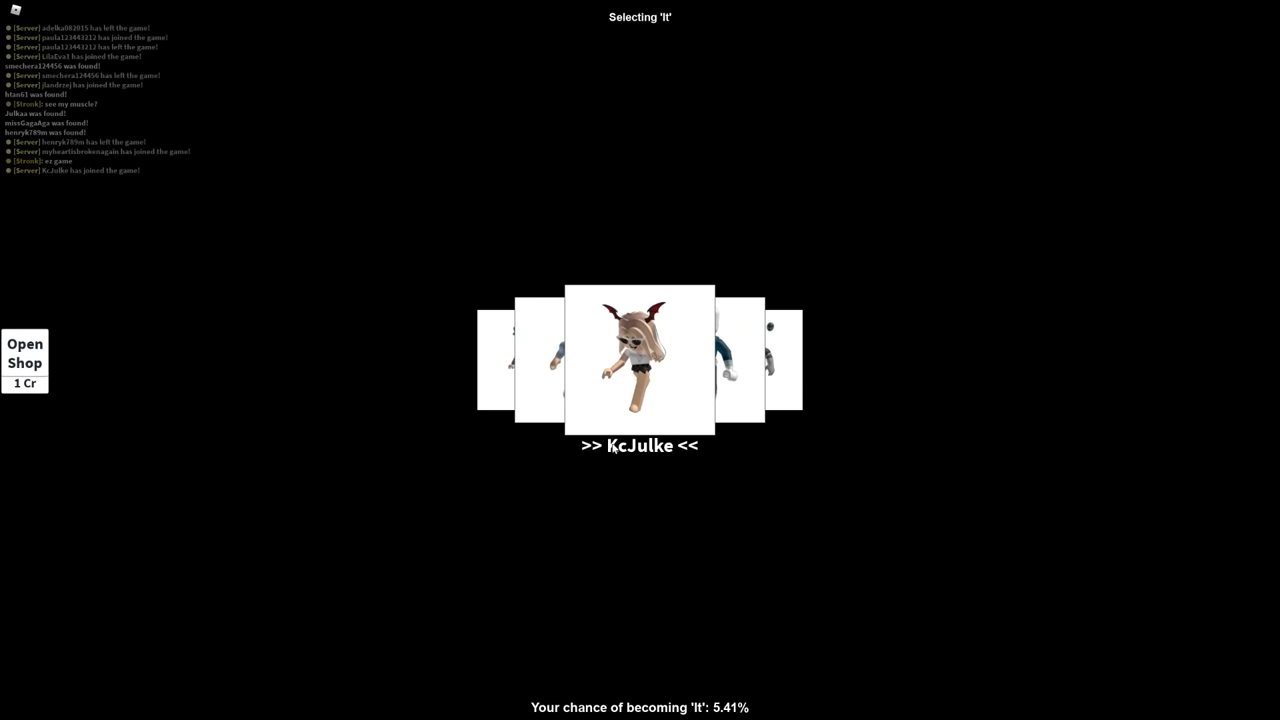 Selecting 'It'
[Server] adelka082015 has left the game!
[Server] paula123443212 has joined the game!
[Server] paula123443212 has left the game!
[Server] LilaEva1 has joined the game!
smechera124456 was found!
[Server] smechera124456 has left the game!
[Server] jlandrzej has joined the game!
htan61 was found!
[Stronk]: see my muscle?
Julkaa was found!
missGagaAga was found!
henryk789m was found!
[Server] henryk789m has left the game!
[Server] myheartisbrokenagain has joined the game!
[Stronk]: ez game
[Server] KcJulke has joined the game!
Open
Shop
1 Cr
>> KcJulke <<
Your chance of becoming 'It': 5.41%